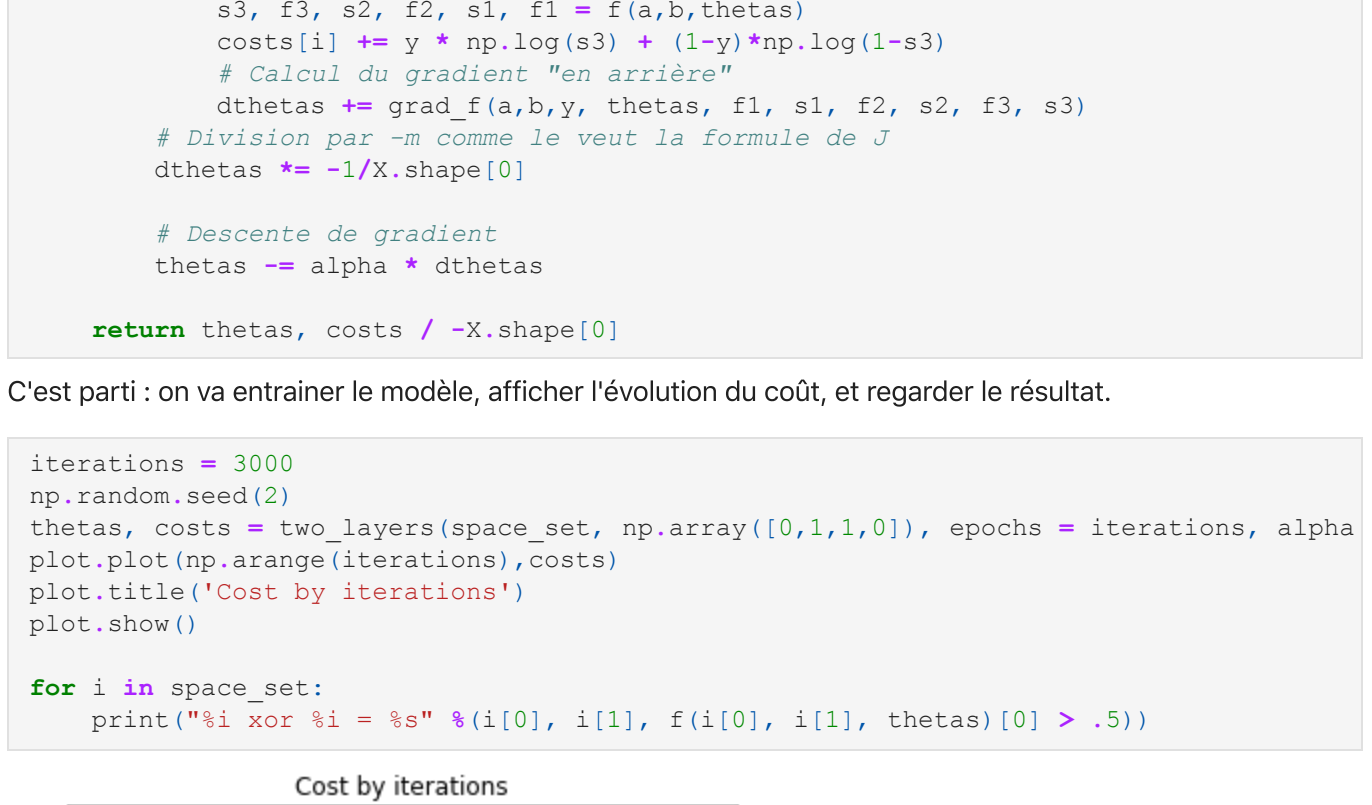 s3, f3, s2, f2, s1, f1 = f(a,b,thetas)
costs[i] += y * np.log(s3) + (1-y)*np.log(1-s3)
# Calcul du gradient "en arrière"
dthetas += grad_f(a,b,y, thetas, f1, s1, f2, s2, f3, s3)
# Division par -m comme le veut la formule de J
dthetas *= -1/X.shape[0]
# Descente de gradient
thetas -= alpha * dthetas
return thetas, costs / -X.shape[0]
C'est parti : on va entrainer le modèle, afficher l'évolution du coût, et regarder le résultat.
iterations = 3000
np.random.seed(2)
thetas, costs = two_layers(space_set, np.array([0,1,1,0]), epochs = iterations, alpha
plot.plot(np.arange(iterations),costs)
plot.title('Cost by iterations')
plot.show()
for i in space_set:
print("%i xor %i = %s" %(i[0], i[1], f(i[0], i[1], thetas)[0] > .5))
Cost by iterations